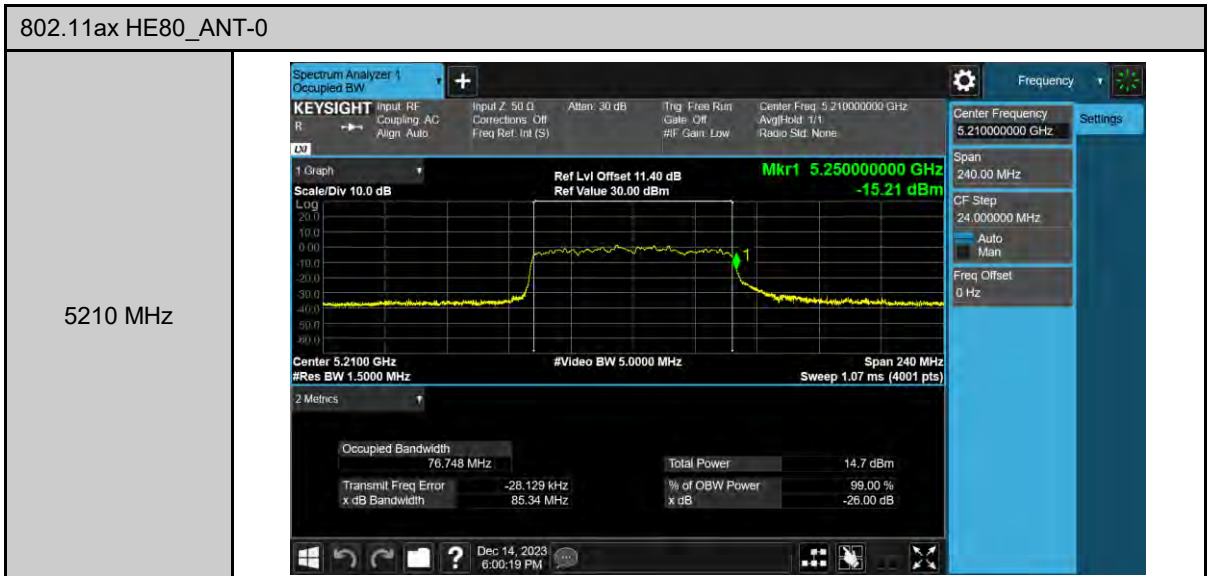 802.11ax HE80_ANT-0
5210 MHz
Spectrum Analyzer 1
Occupied BW
+
Frequency
KEYSIGHT
R
LXI
Input: RF
Coupling: AC
Align: Auto
Input Z: 50 Ω
Corrections: Off
Freq Ref: Int (S)
Atten: 30 dB
Trig: Free Run
Gate: Off
#IF Gain: Low
Center Freq: 5.210000000 GHz
Avg|Hold: 1/1
Radio Std: None
Center Frequency
5.210000000 GHz
Settings
Span
240.00 MHz
CF Step
24.000000 MHz
Auto
Man
Freq Offset
0 Hz
1 Graph
Scale/Div 10.0 dB
Ref Lvl Offset 11.40 dB
Ref Value 30.00 dBm
Mkr1 5.250000000 GHz
-15.21 dBm
Log
20.0
10.0
0.00
-10.0
-20.0
-30.0
-40.0
-50.0
-60.0
1
Center 5.2100 GHz
#Video BW 5.0000 MHz
Span 240 MHz
#Res BW 1.5000 MHz
Sweep 1.07 ms (4001 pts)
2 Metrics
Occupied Bandwidth
76.748 MHz
Total Power 14.7 dBm
Transmit Freq Error -28.129 kHz
% of OBW Power 99.00 %
x dB Bandwidth 85.34 MHz
x dB -26.00 dB
?
Dec 14, 2023
6:00:19 PM